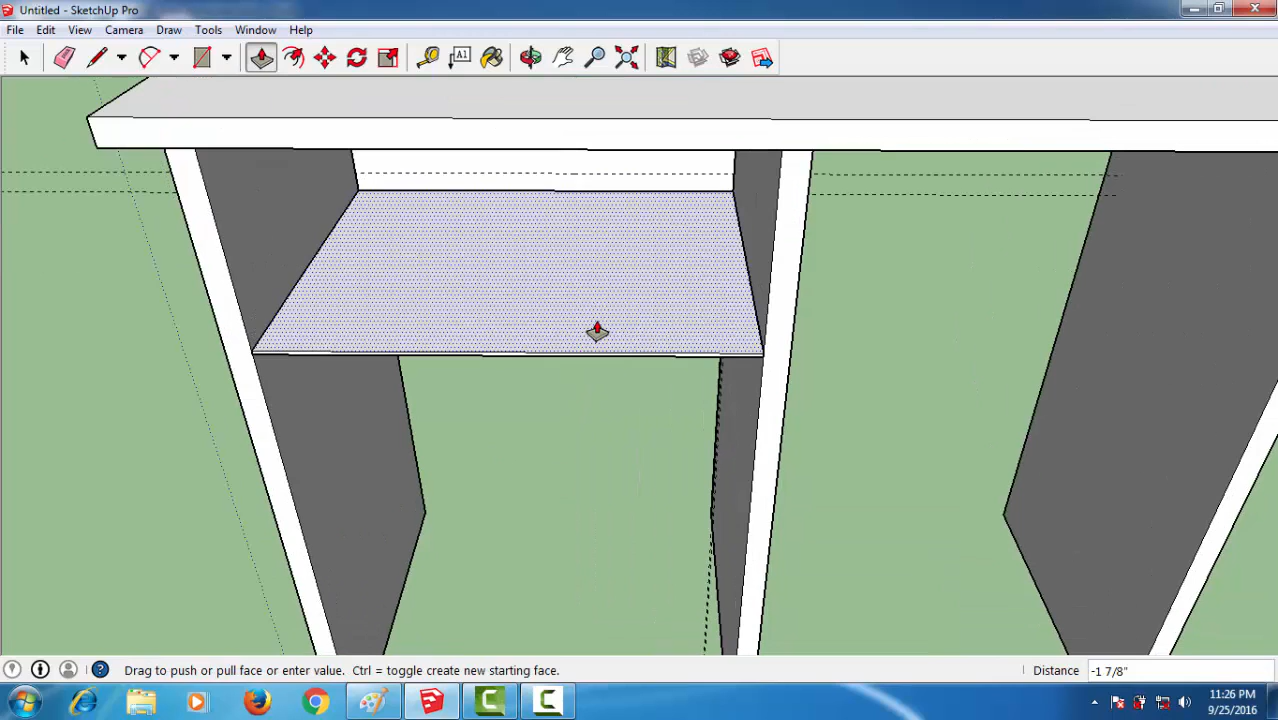 Untitled - SketchUp Pro
File Edit View Camera Draw Tools Window Help
A1
Drag to push or pull face or enter value. Ctrl = toggle create new starting face.
Distance -1 7/8"
11:26 PM
9/25/2016